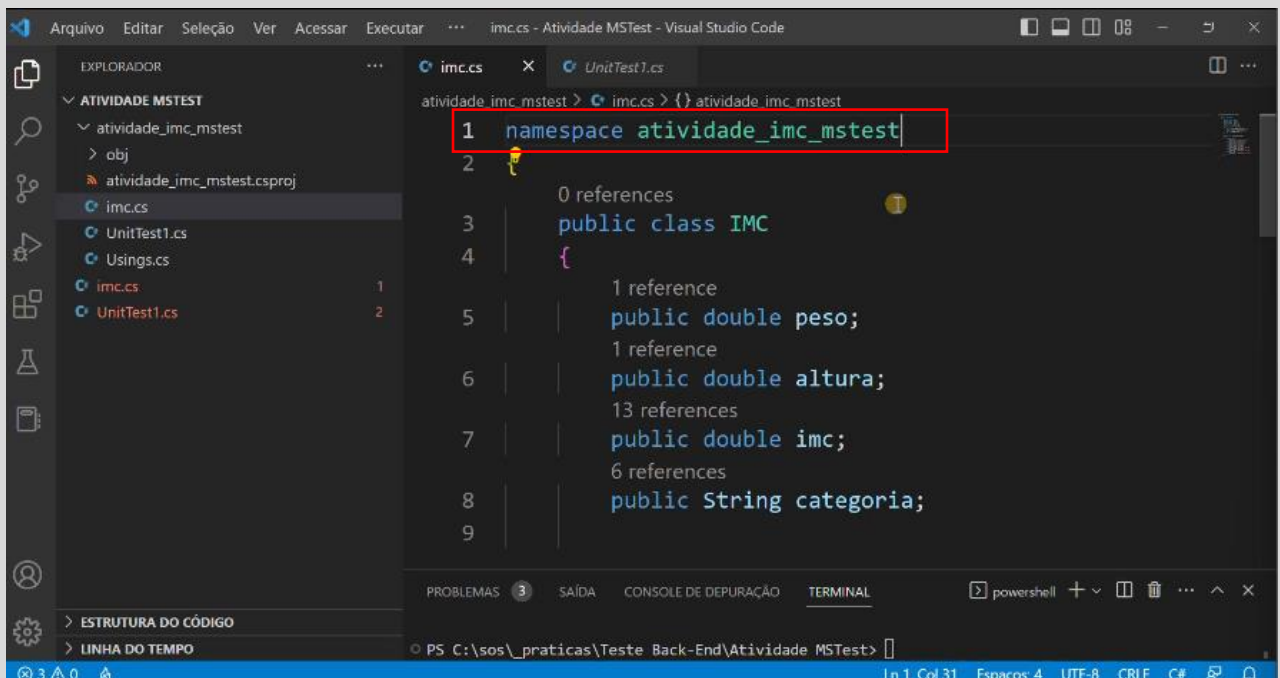 Arquivo Editar Seleção Ver Acessar Executar ··· imc.cs - Atividade MSTest - Visual Studio Code
EXPLORADOR ···
ATIVIDADE MSTEST
atividade_imc_mstest
obj
atividade_imc_mstest.csproj
imc.cs
UnitTest1.cs
Usings.cs
imc.cs 1
UnitTest1.cs 2
ESTRUTURA DO CÓDIGO
LINHA DO TEMPO
imc.cs UnitTest1.cs
atividade_imc_mstest > imc.cs > {} atividade_imc_mstest
1 namespace atividade_imc_mstest
2 {
0 references
3 public class IMC
4 {
1 reference
5 public double peso;
1 reference
6 public double altura;
13 references
7 public double imc;
6 references
8 public String categoria;
9
PROBLEMAS 3 SAÍDA CONSOLE DE DEPURAÇÃO TERMINAL powershell
PS C:\sos\_praticas\Teste Back-End\Atividade MSTest>
3 0 Ln 1, Col 31 Espaços: 4 UTF-8 CRLF C#